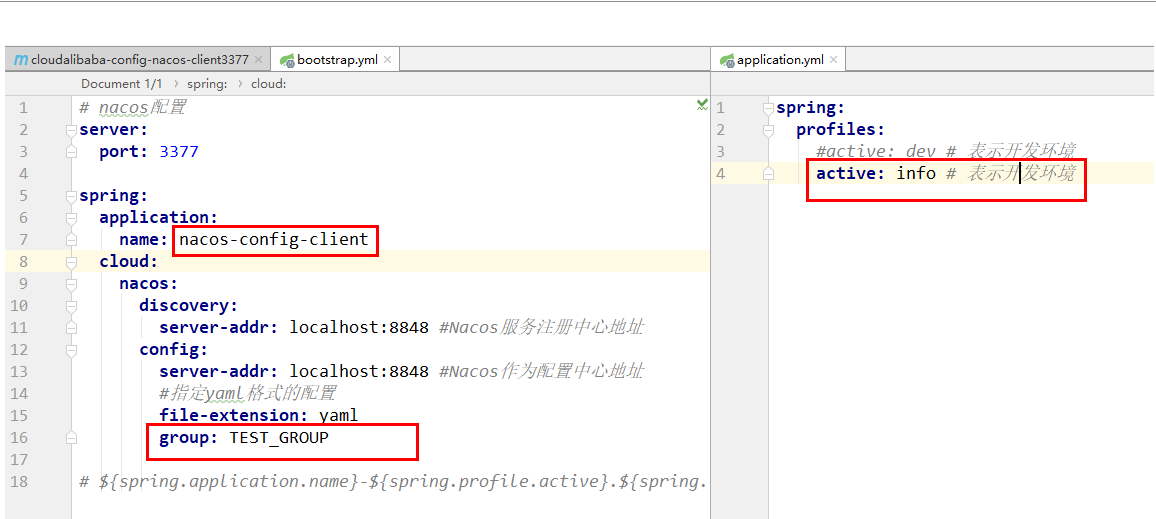 cloudalibaba-config-nacos-client3377
bootstrap.yml
Document 1/1 › spring: › cloud:
1 # nacos配置
2 server:
3 port: 3377
4
5 spring:
6 application:
7 name: nacos-config-client
8 cloud:
9 nacos:
10 discovery:
11 server-addr: localhost:8848 #Nacos服务注册中心地址
12 config:
13 server-addr: localhost:8848 #Nacos作为配置中心地址
14 #指定yaml格式的配置
15 file-extension: yaml
16 group: TEST_GROUP
17
18 # ${spring.application.name}-${spring.profile.active}.${spring.
application.yml
1 spring:
2 profiles:
3 #active: dev # 表示开发环境
4 active: info # 表示开发环境